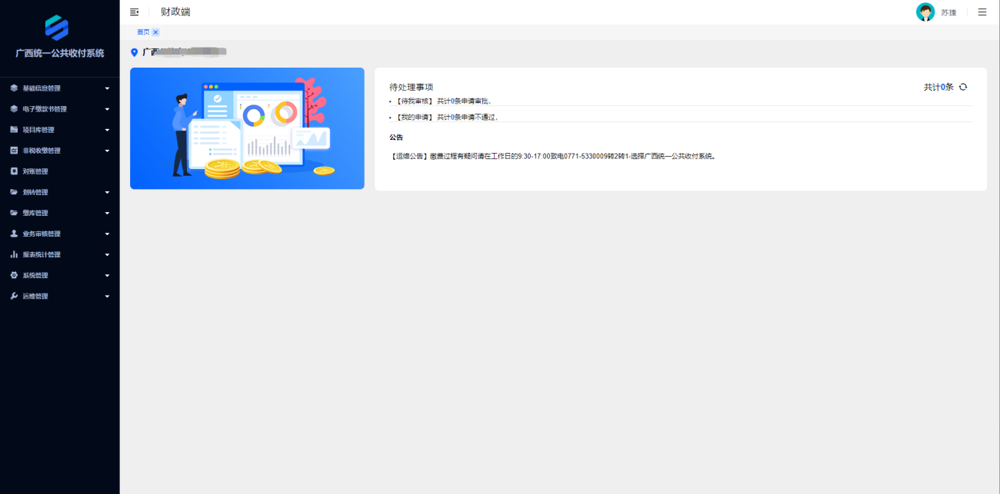 财政端
苏捷
广西统一公共收付系统
首页
广西
基础信息管理
电子缴款书管理
项目库管理
非税收缴管理
对账管理
划转管理
缴库管理
业务审核管理
报表统计管理
系统管理
运维管理
待处理事项
共计0条
• 【待我审核】 共计0条申请审批,
• 【我的申请】 共计0条申请不通过,
公告
【运维公告】缴费过程有疑问请在工作日的9:30-17:00致电0771-5330009转2转1-选择广西统一公共收付系统。